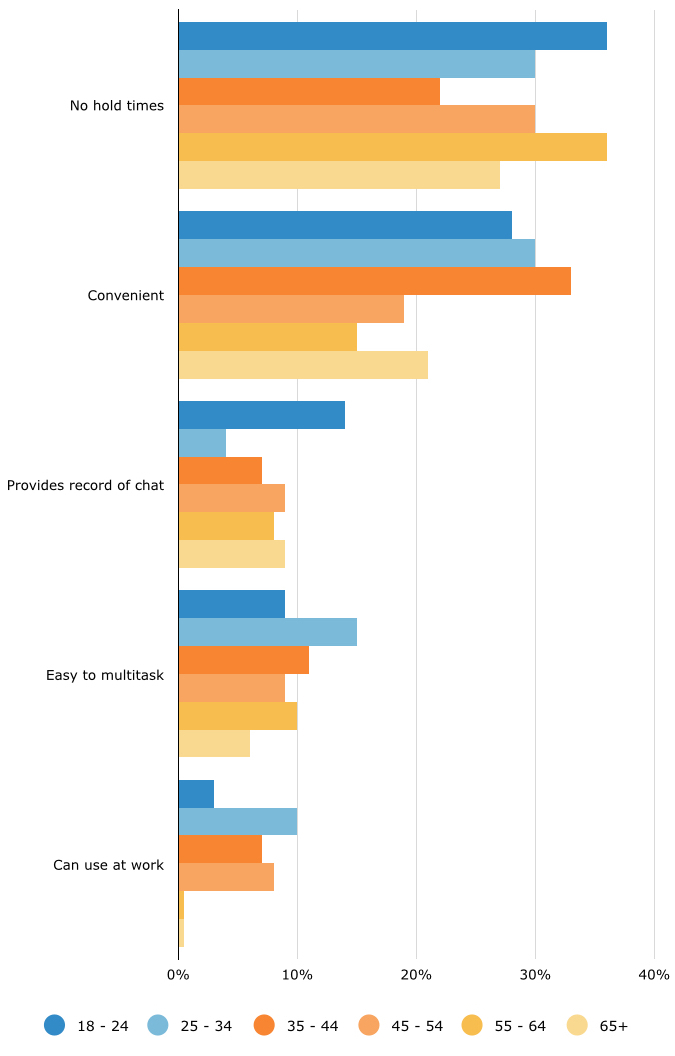 No hold times
Convenient
Provides record of chat
Easy to multitask
Can use at work
0% 10% 20% 30% 40%
18 - 24 25 - 34 35 - 44 45 - 54 55 - 64 65+